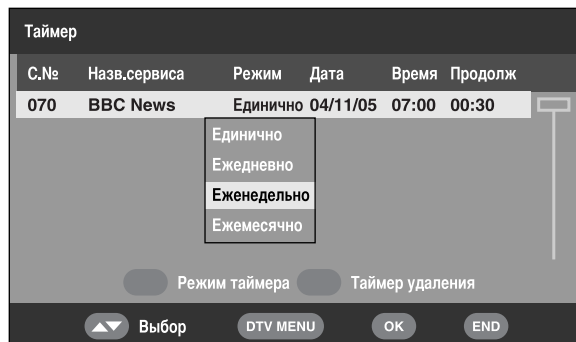 Таймер
С.№ Назв.сервиса Режим Дата Время Продолж
070 BBC News Единично 04/11/05 07:00 00:30
Единично
Ежедневно
Еженедельно
Ежемесячно
Режим таймера Таймер удаления
Выбор DTV MENU OK END